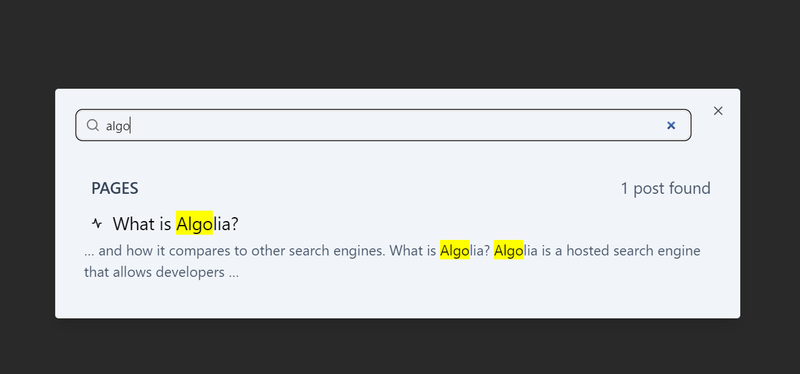 algo
PAGES
1 post found
What is Algolia?
... and how it compares to other search engines. What is Algolia? Algolia is a hosted search engine
that allows developers ...